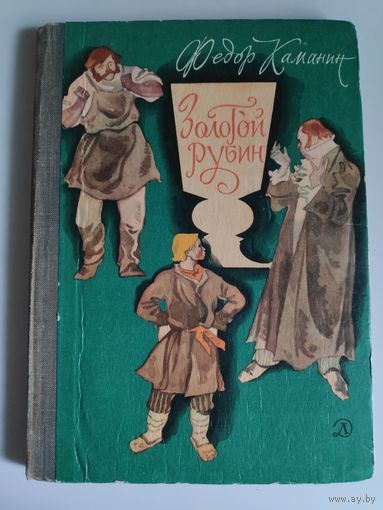 Федор Каманин
Золотой
рубин
Д
www.ay.by